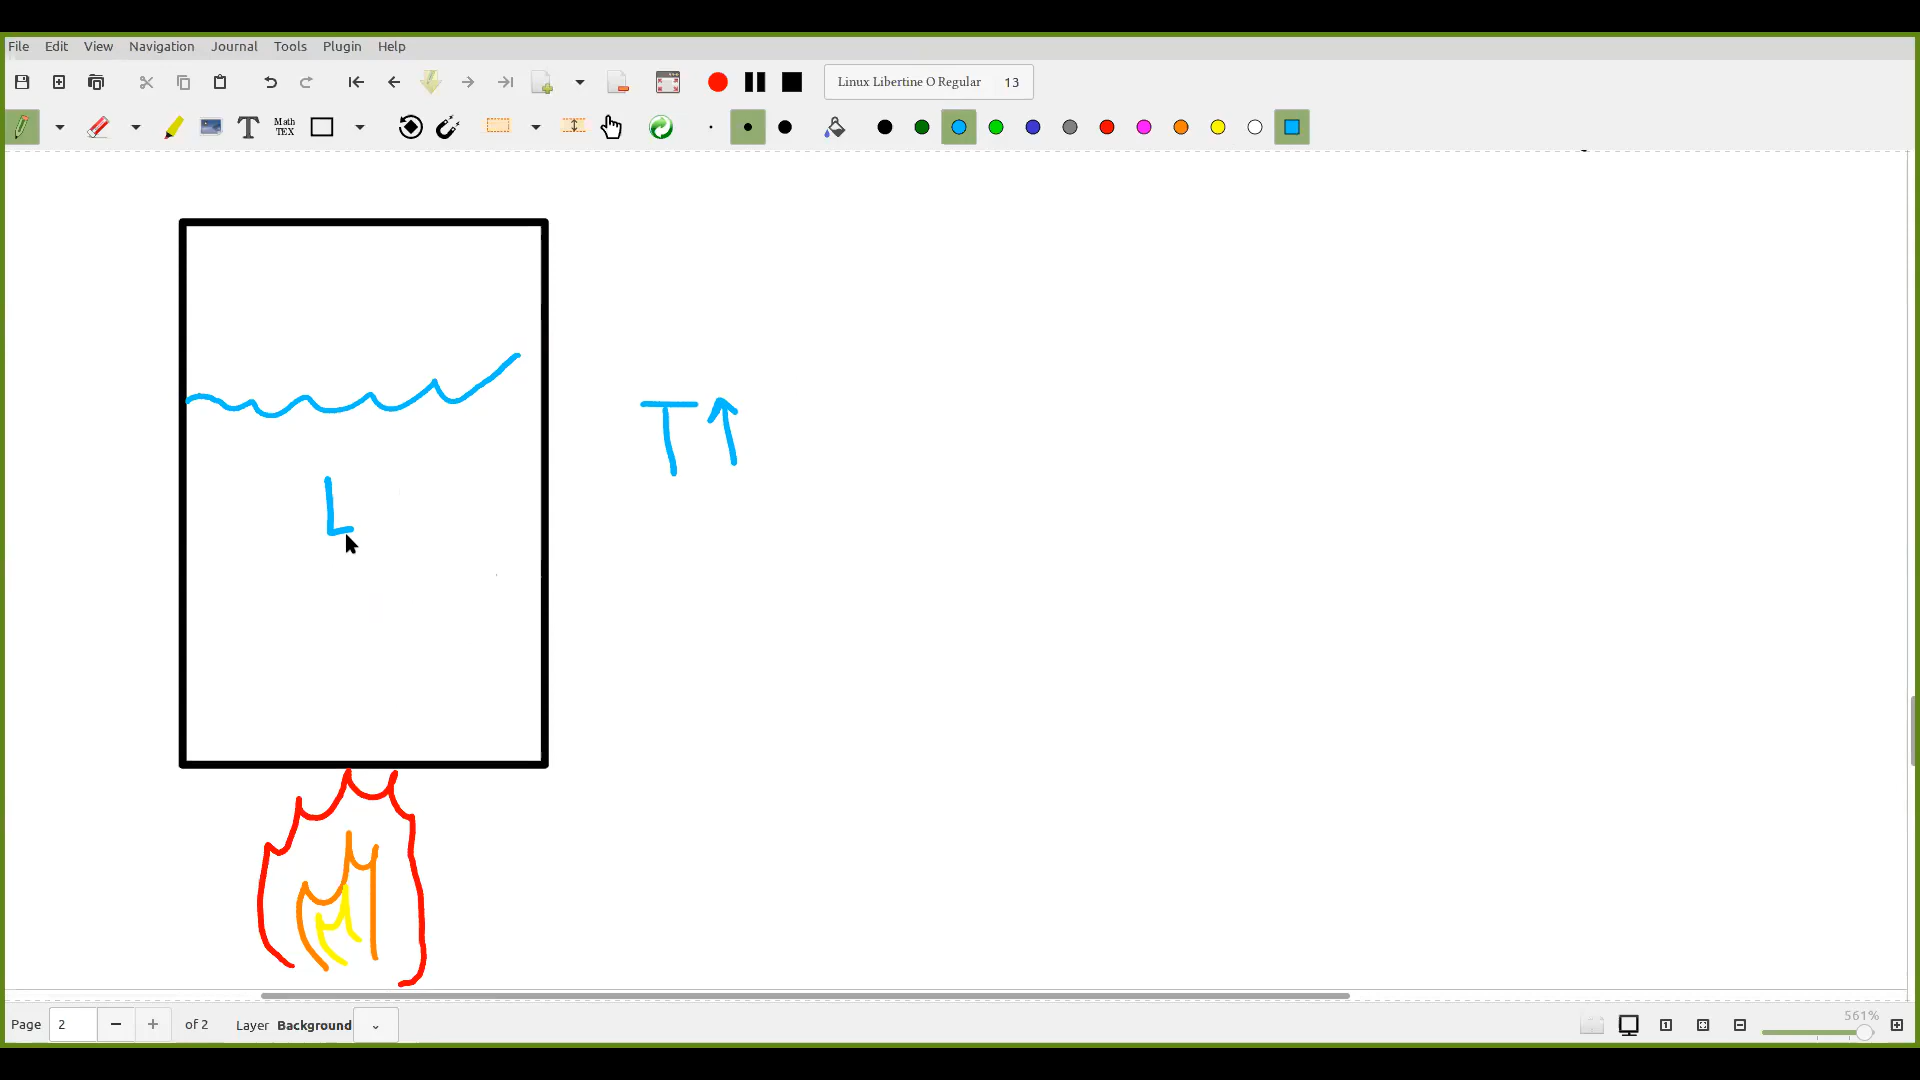 File Edit View Navigation Journal Tools Plugin Help
Linux Libertine O Regular 13
T Math TEX
T↑
L
561%
Page 2 of 2 Layer Background